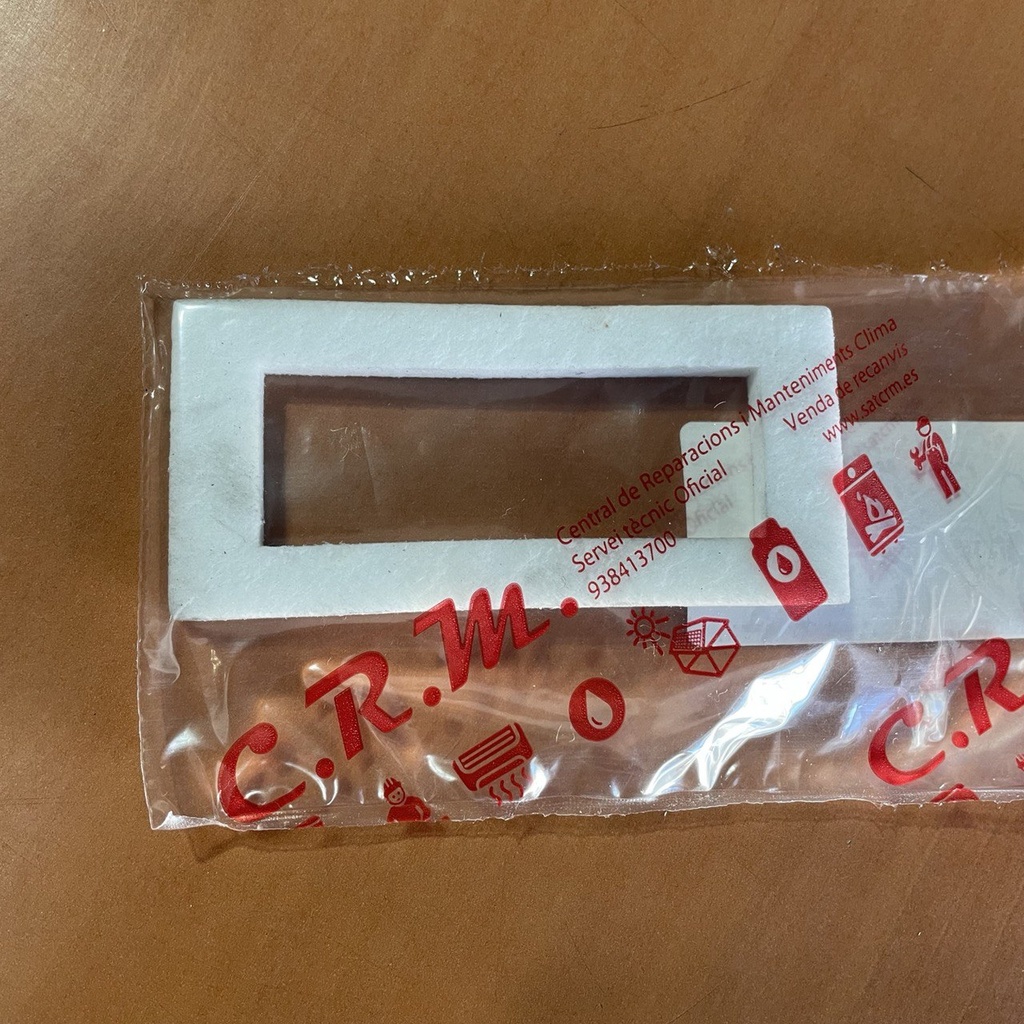 Central de Reparacions i Manteniments Clima
Servei tècnic Oficial
Venda de recanvis
938413700
www.satcrm.es
C.R.M.
C.R